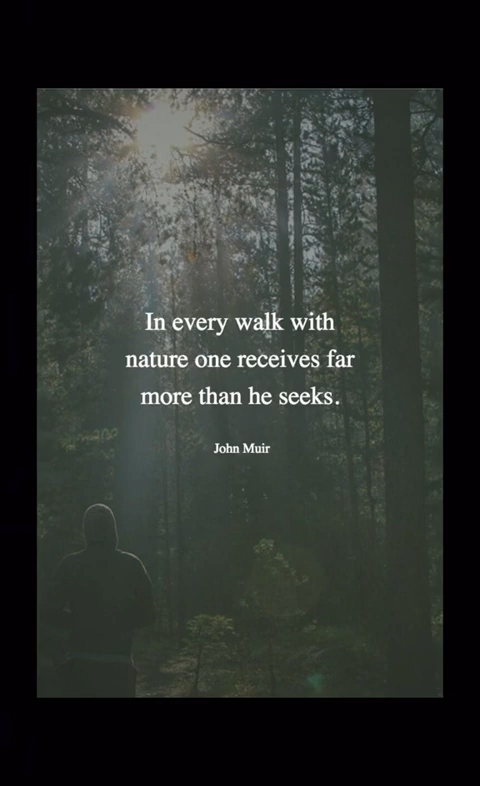 In every walk with
nature one receives far
more than he seeks.
John Muir